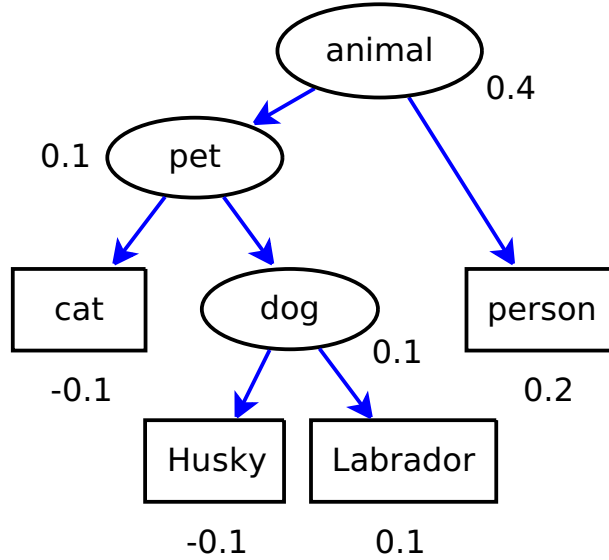 animal
0.4
0.1
pet
cat
dog
person
-0.1
0.1
0.2
Husky
Labrador
-0.1
0.1